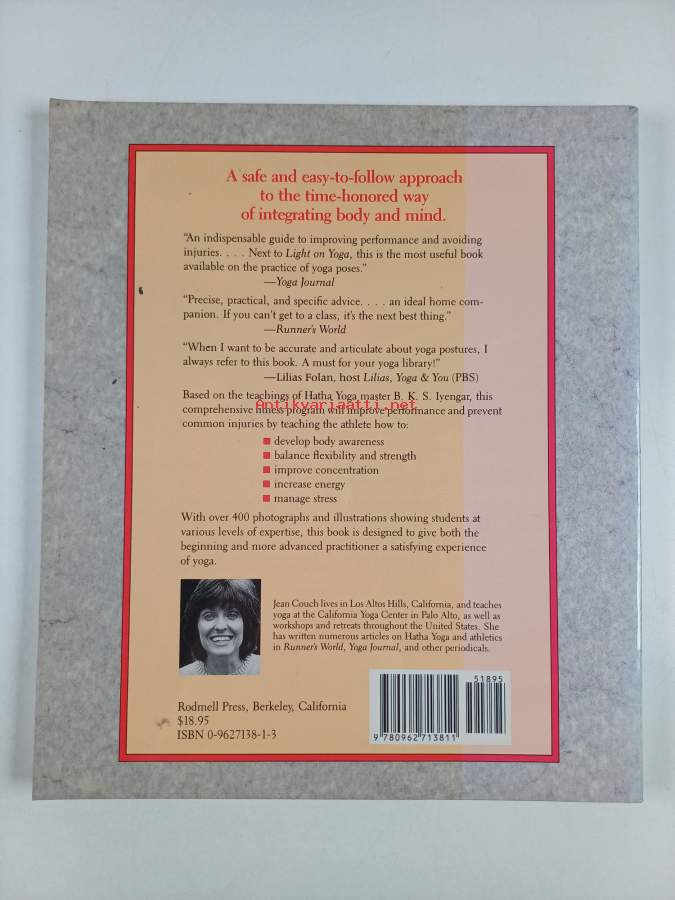 A safe and easy-to-follow approach
to the time-honored way
of integrating body and mind.
“An indispensable guide to improving performance and avoiding
injuries. . . . Next to Light on Yoga, this is the most useful book
available on the practice of yoga poses.”
—Yoga Journal
“Precise, practical, and specific advice. . . . an ideal home com-
panion. If you can't get to a class, it's the next best thing.”
—Runner's World
“When I want to be accurate and articulate about yoga postures, I
always refer to this book. A must for your yoga library!”
—Lilias Folan, host Lilias, Yoga & You (PBS)
Based on the teachings of Hatha Yoga master B. K. S. Iyengar, this
Antikvariaatti.net
comprehensive fitness program will improve performance and prevent
common injuries by teaching the athlete how to:
■ develop body awareness
■ balance flexibility and strength
■ improve concentration
■ increase energy
■ manage stress
With over 400 photographs and illustrations showing students at
various levels of expertise, this book is designed to give both the
beginning and more advanced practitioner a satisfying experience
of yoga.
Jean Couch lives in Los Altos Hills, California, and teaches
yoga at the California Yoga Center in Palo Alto, as well as
workshops and retreats throughout the United States. She
has written numerous articles on Hatha Yoga and athletics
in Runner's World, Yoga Journal, and other periodicals.
Rodmell Press, Berkeley, California
$18.95
ISBN 0-9627138-1-3
51895
9 780962 713811